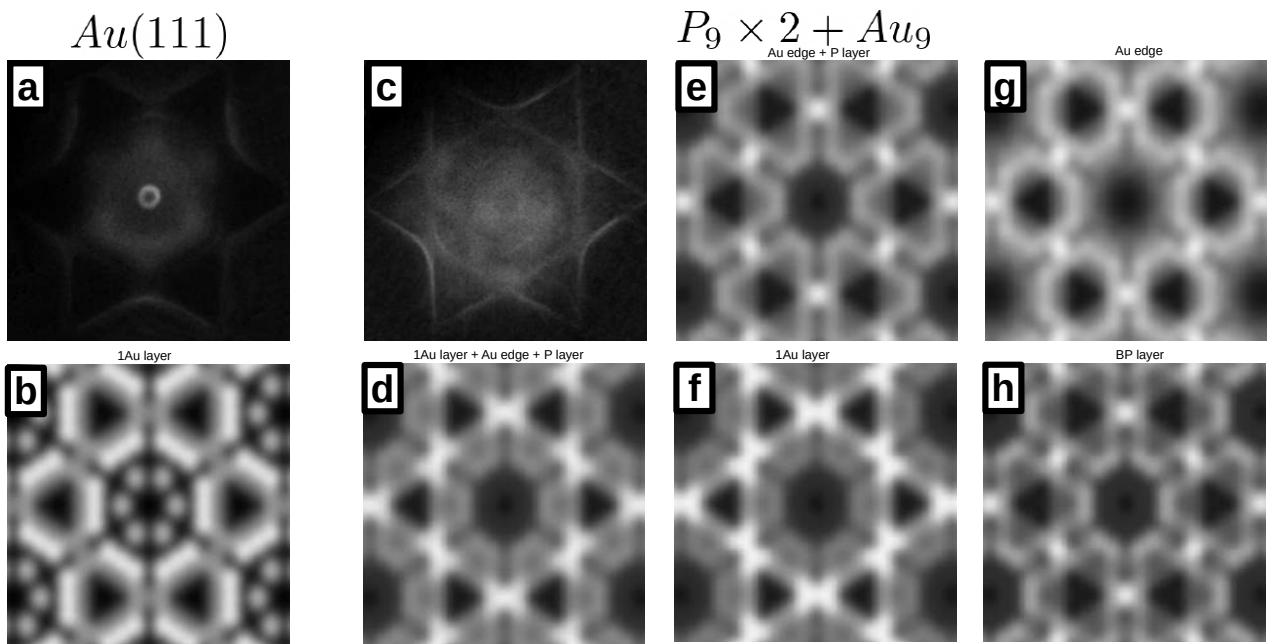 Au(111)
P₉ × 2 + Au₉
Au edge + P layer
Au edge
a
c
e
g
1Au layer
1Au layer + Au edge + P layer
1Au layer
BP layer
b
d
f
h